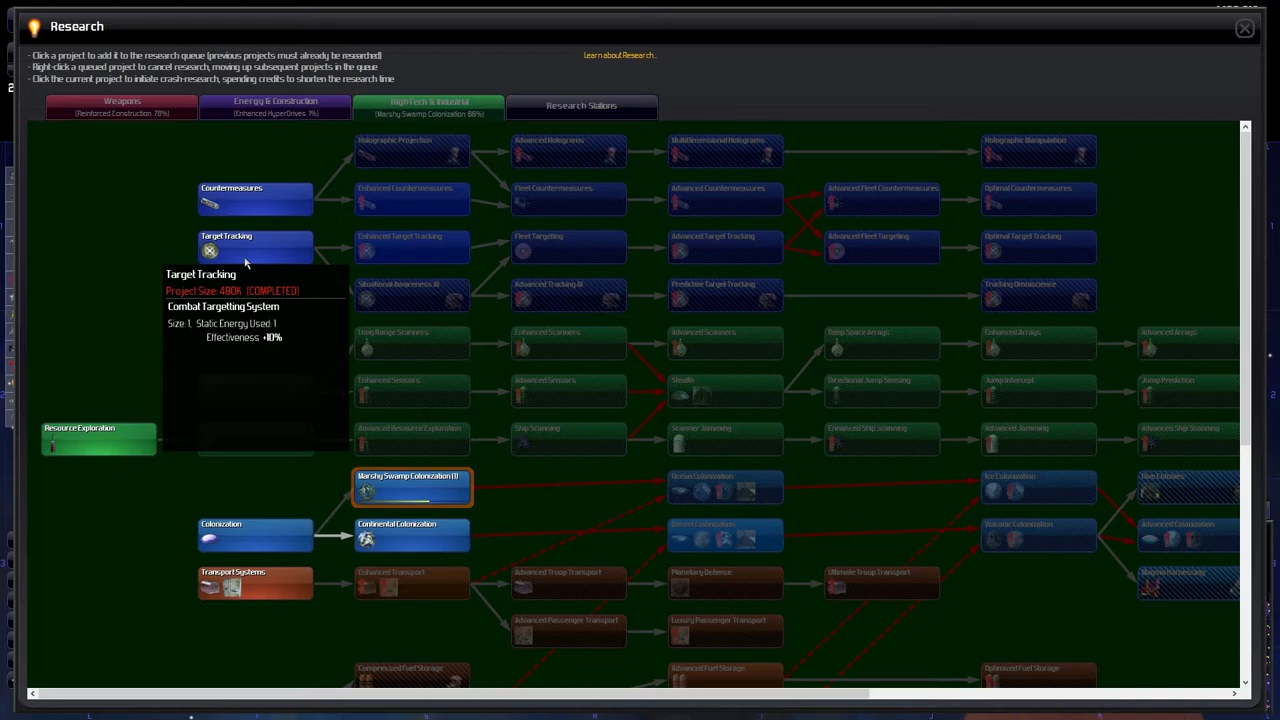 Research
- Click a project to add it to the research queue (previous projects must already be researched)
Learn about Research...
- Right-click a queued project to cancel research, moving up subsequent projects in the queue
- Click the current project to initiate crash-research, spending credits to shorten the research time
Weapons
(Reinforced Construction 78%)
Energy & Construction
(Enhanced HyperDrives 1%)
HighTech & Industrial
(Marshy Swamp Colonization 66%)
Research Stations
Holographic Projection
Advanced Holograms
MultiDimensional Holograms
Holographic Manipulation
Countermeasures
Enhanced Countermeasures
Fleet Countermeasures
Advanced Countermeasures
Advanced Fleet Countermeasures
Optimal Countermeasures
Target Tracking
Enhanced Target Tracking
Fleet Targeting
Advanced Target Tracking
Advanced Fleet Targeting
Optimal Target Tracking
Target Tracking
Project Size: 480K (COMPLETED)
Combat Targetting System
Size: 1, Static Energy Used: 1
Effectiveness +10%
Situational Awareness AI
Advanced Tracking AI
Predictive Target Tracking
Tracking Omniscience
Long Range Scanners
Enhanced Scanners
Advanced Scanners
Deep Space Arrays
Enhanced Arrays
Advanced Arrays
Enhanced Sensors
Advanced Sensors
Stealth
Directional Jump Sensing
Jump Intercept
Jump Prediction
Resource Exploration
Advanced Resource Exploration
Ship Scanning
Scanner Jamming
Enhanced Ship Scanning
Advanced Jamming
Advanced Ship Scanning
Marshy Swamp Colonization (1)
Ocean Colonization
Ice Colonization
Hive Colonies
Colonization
Continental Colonization
Desert Colonization
Volcanic Colonization
Advanced Colonization
Transport Systems
Enhanced Transport
Advanced Troop Transport
Planetary Defence
Ultimate Troop Transport
Magma Harnessing
Advanced Passenger Transport
Luxury Passenger Transport
Compressed Fuel Storage
Advanced Fuel Storage
Optimized Fuel Storage